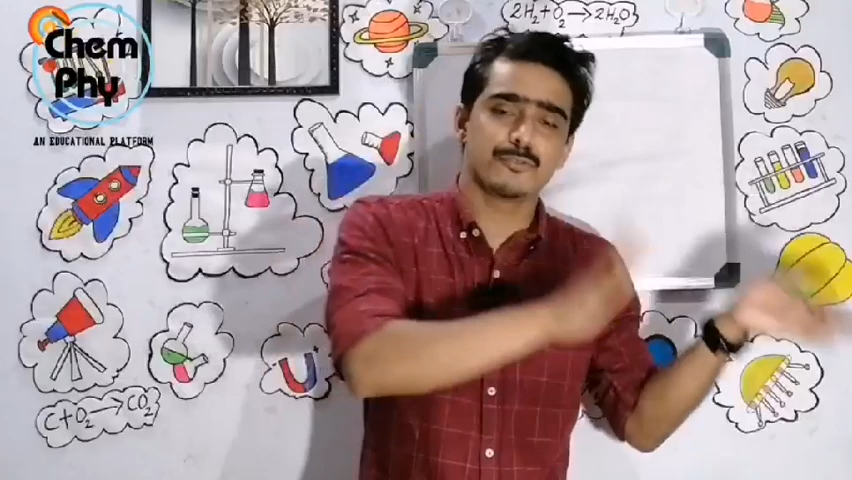 Chem
Phy
AN EDUCATIONAL PLATFORM
2H₂+O₂→2H₂O
C+O₂→CO₂